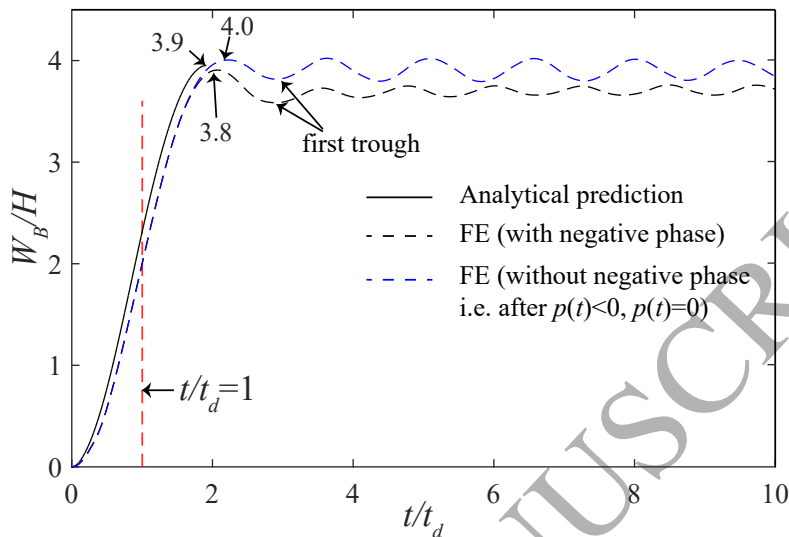 4
3
2
1
0
W_B/H
3.9
4.0
3.8
first trough
Analytical prediction
FE (with negative phase)
FE (without negative phase
i.e. after p(t)<0, p(t)=0)
t/t_d=1
0
2
4
6
8
10
t/t_d